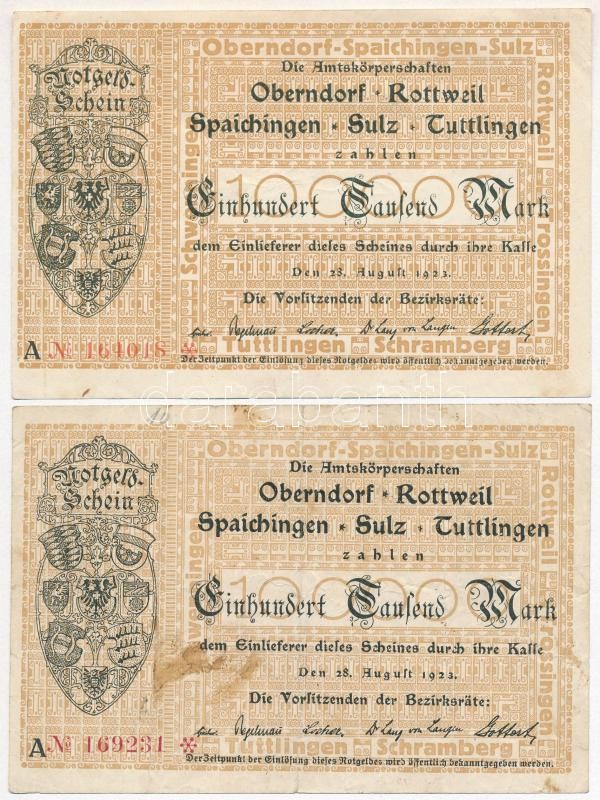 Oberndorf-Spaichingen-Sulz
Notgeld-
Schein
Die Amtskörperschaften
Oberndorf * Rottweil
Spaichingen * Sulz * Tuttlingen
zahlen
100000
Einhundert Tausend Mark
dem Einlieferer dieses Scheines durch ihre Kasse
Den 28. August 1923.
Die Vorsitzenden der Bezirksräte:
Schwenningen
Rottweil
Trossingen
Tuttlingen Schramberg
A № 164018 *
Der Zeitpunkt der Einlösung dieses Notgeldes wird öffentlich bekanntgegeben werden.
darabanth
Oberndorf-Spaichingen-Sulz
Notgeld-
Schein
Die Amtskörperschaften
Oberndorf * Rottweil
Spaichingen * Sulz * Tuttlingen
zahlen
100000
Einhundert Tausend Mark
dem Einlieferer dieses Scheines durch ihre Kasse
Den 28. August 1923.
Die Vorsitzenden der Bezirksräte:
Schwenningen
Rottweil
Trossingen
Tuttlingen Schramberg
A № 169231 *
Der Zeitpunkt der Einlösung dieses Notgeldes wird öffentlich bekanntgegeben werden.